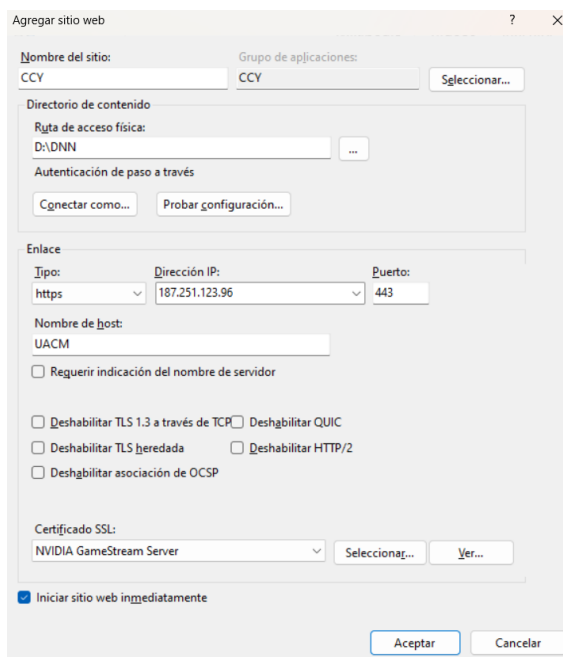 Agregar sitio web ? X
Nombre del sitio: Grupo de aplicaciones:
CCY CCY Seleccionar...
Directorio de contenido
Ruta de acceso física:
D:\DNN ...
Autenticación de paso a través
Conectar como... Probar configuración...
Enlace
Tipo: Dirección IP: Puerto:
https 187.251.123.96 443
Nombre de host:
UACM
Requerir indicación del nombre de servidor
Deshabilitar TLS 1.3 a través de TCP Deshabilitar QUIC
Deshabilitar TLS heredada Deshabilitar HTTP/2
Deshabilitar asociación de OCSP
Certificado SSL:
NVIDIA GameStream Server Seleccionar... Ver...
Iniciar sitio web inmediatamente
Aceptar Cancelar